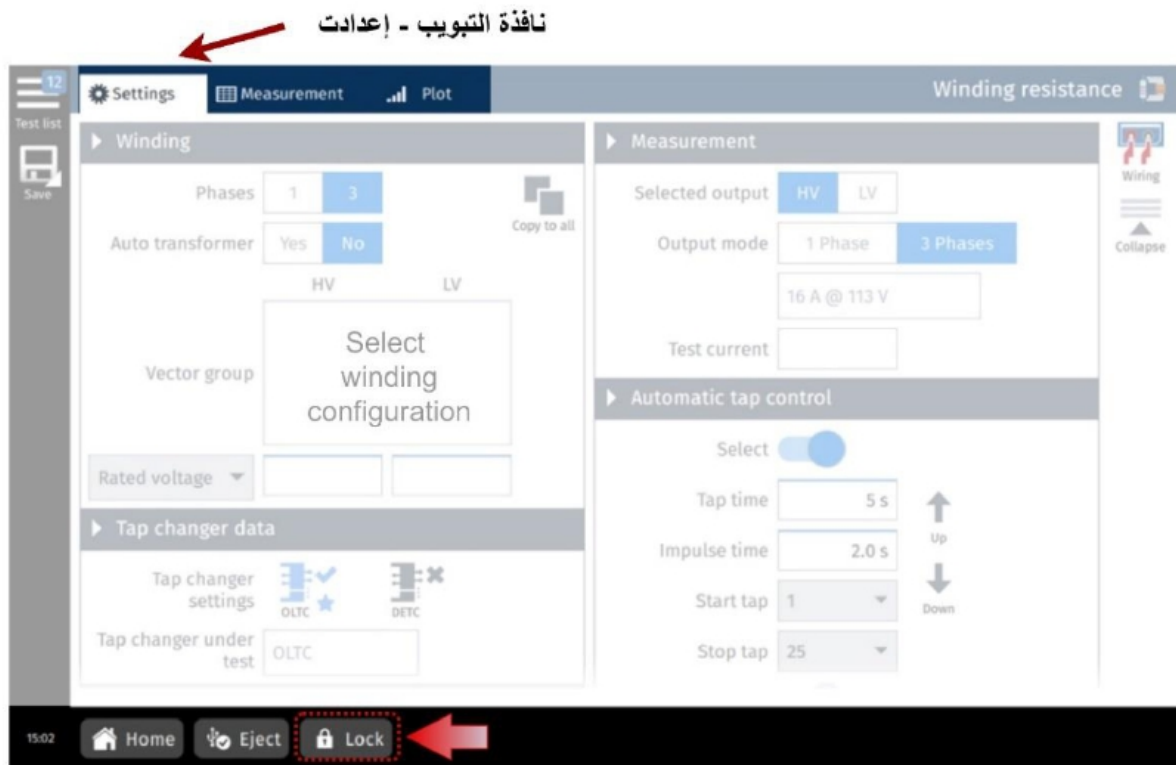 نافذة التبويب - إعدادت
12
Test list
Save
Settings
Measurement
Plot
Winding resistance
Winding
Phases 1 3
Copy to all
Auto transformer Yes No
HV LV
Vector group
Select
winding
configuration
Rated voltage
Tap changer data
Tap changer
settings
OLTC
DETC
Tap changer under
test
OLTC
Measurement
Selected output HV LV
Output mode 1 Phase 3 Phases
16 A @ 113 V
Test current
Automatic tap control
Select
Tap time 5 s
Up
Impulse time 2.0 s
Start tap 1
Down
Stop tap 25
Wiring
Collapse
15:02 Home Eject Lock